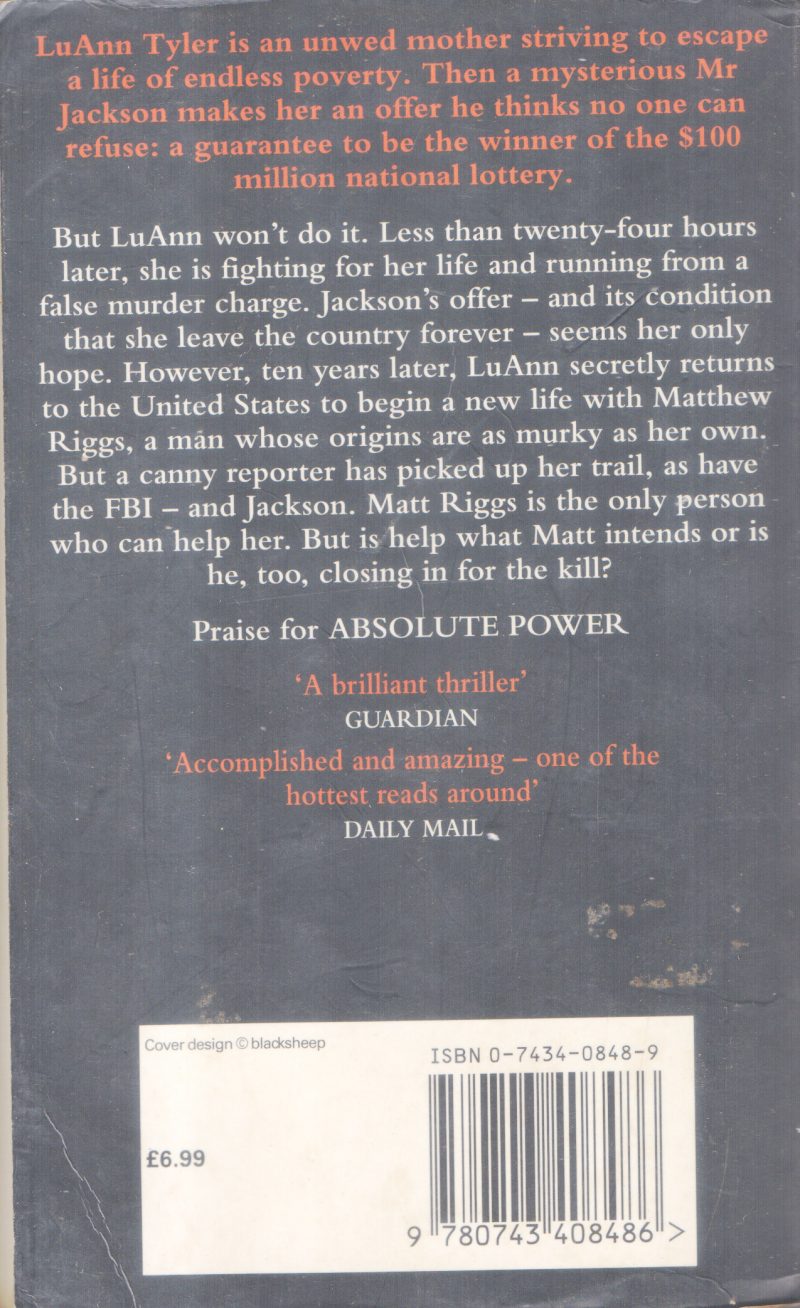 LuAnn Tyler is an unwed mother striving to escape
a life of endless poverty. Then a mysterious Mr
Jackson makes her an offer he thinks no one can
refuse: a guarantee to be the winner of the $100
million national lottery.
But LuAnn won't do it. Less than twenty-four hours
later, she is fighting for her life and running from a
false murder charge. Jackson's offer – and its condition
that she leave the country forever – seems her only
hope. However, ten years later, LuAnn secretly returns
to the United States to begin a new life with Matthew
Riggs, a man whose origins are as murky as her own.
But a canny reporter has picked up her trail, as have
the FBI – and Jackson. Matt Riggs is the only person
who can help her. But is help what Matt intends or is
he, too, closing in for the kill?
Praise for ABSOLUTE POWER
'A brilliant thriller'
GUARDIAN
'Accomplished and amazing – one of the
hottest reads around'
DAILY MAIL
Cover design © blacksheep
ISBN 0-7434-0848-9
£6.99
9 780743 408486 >